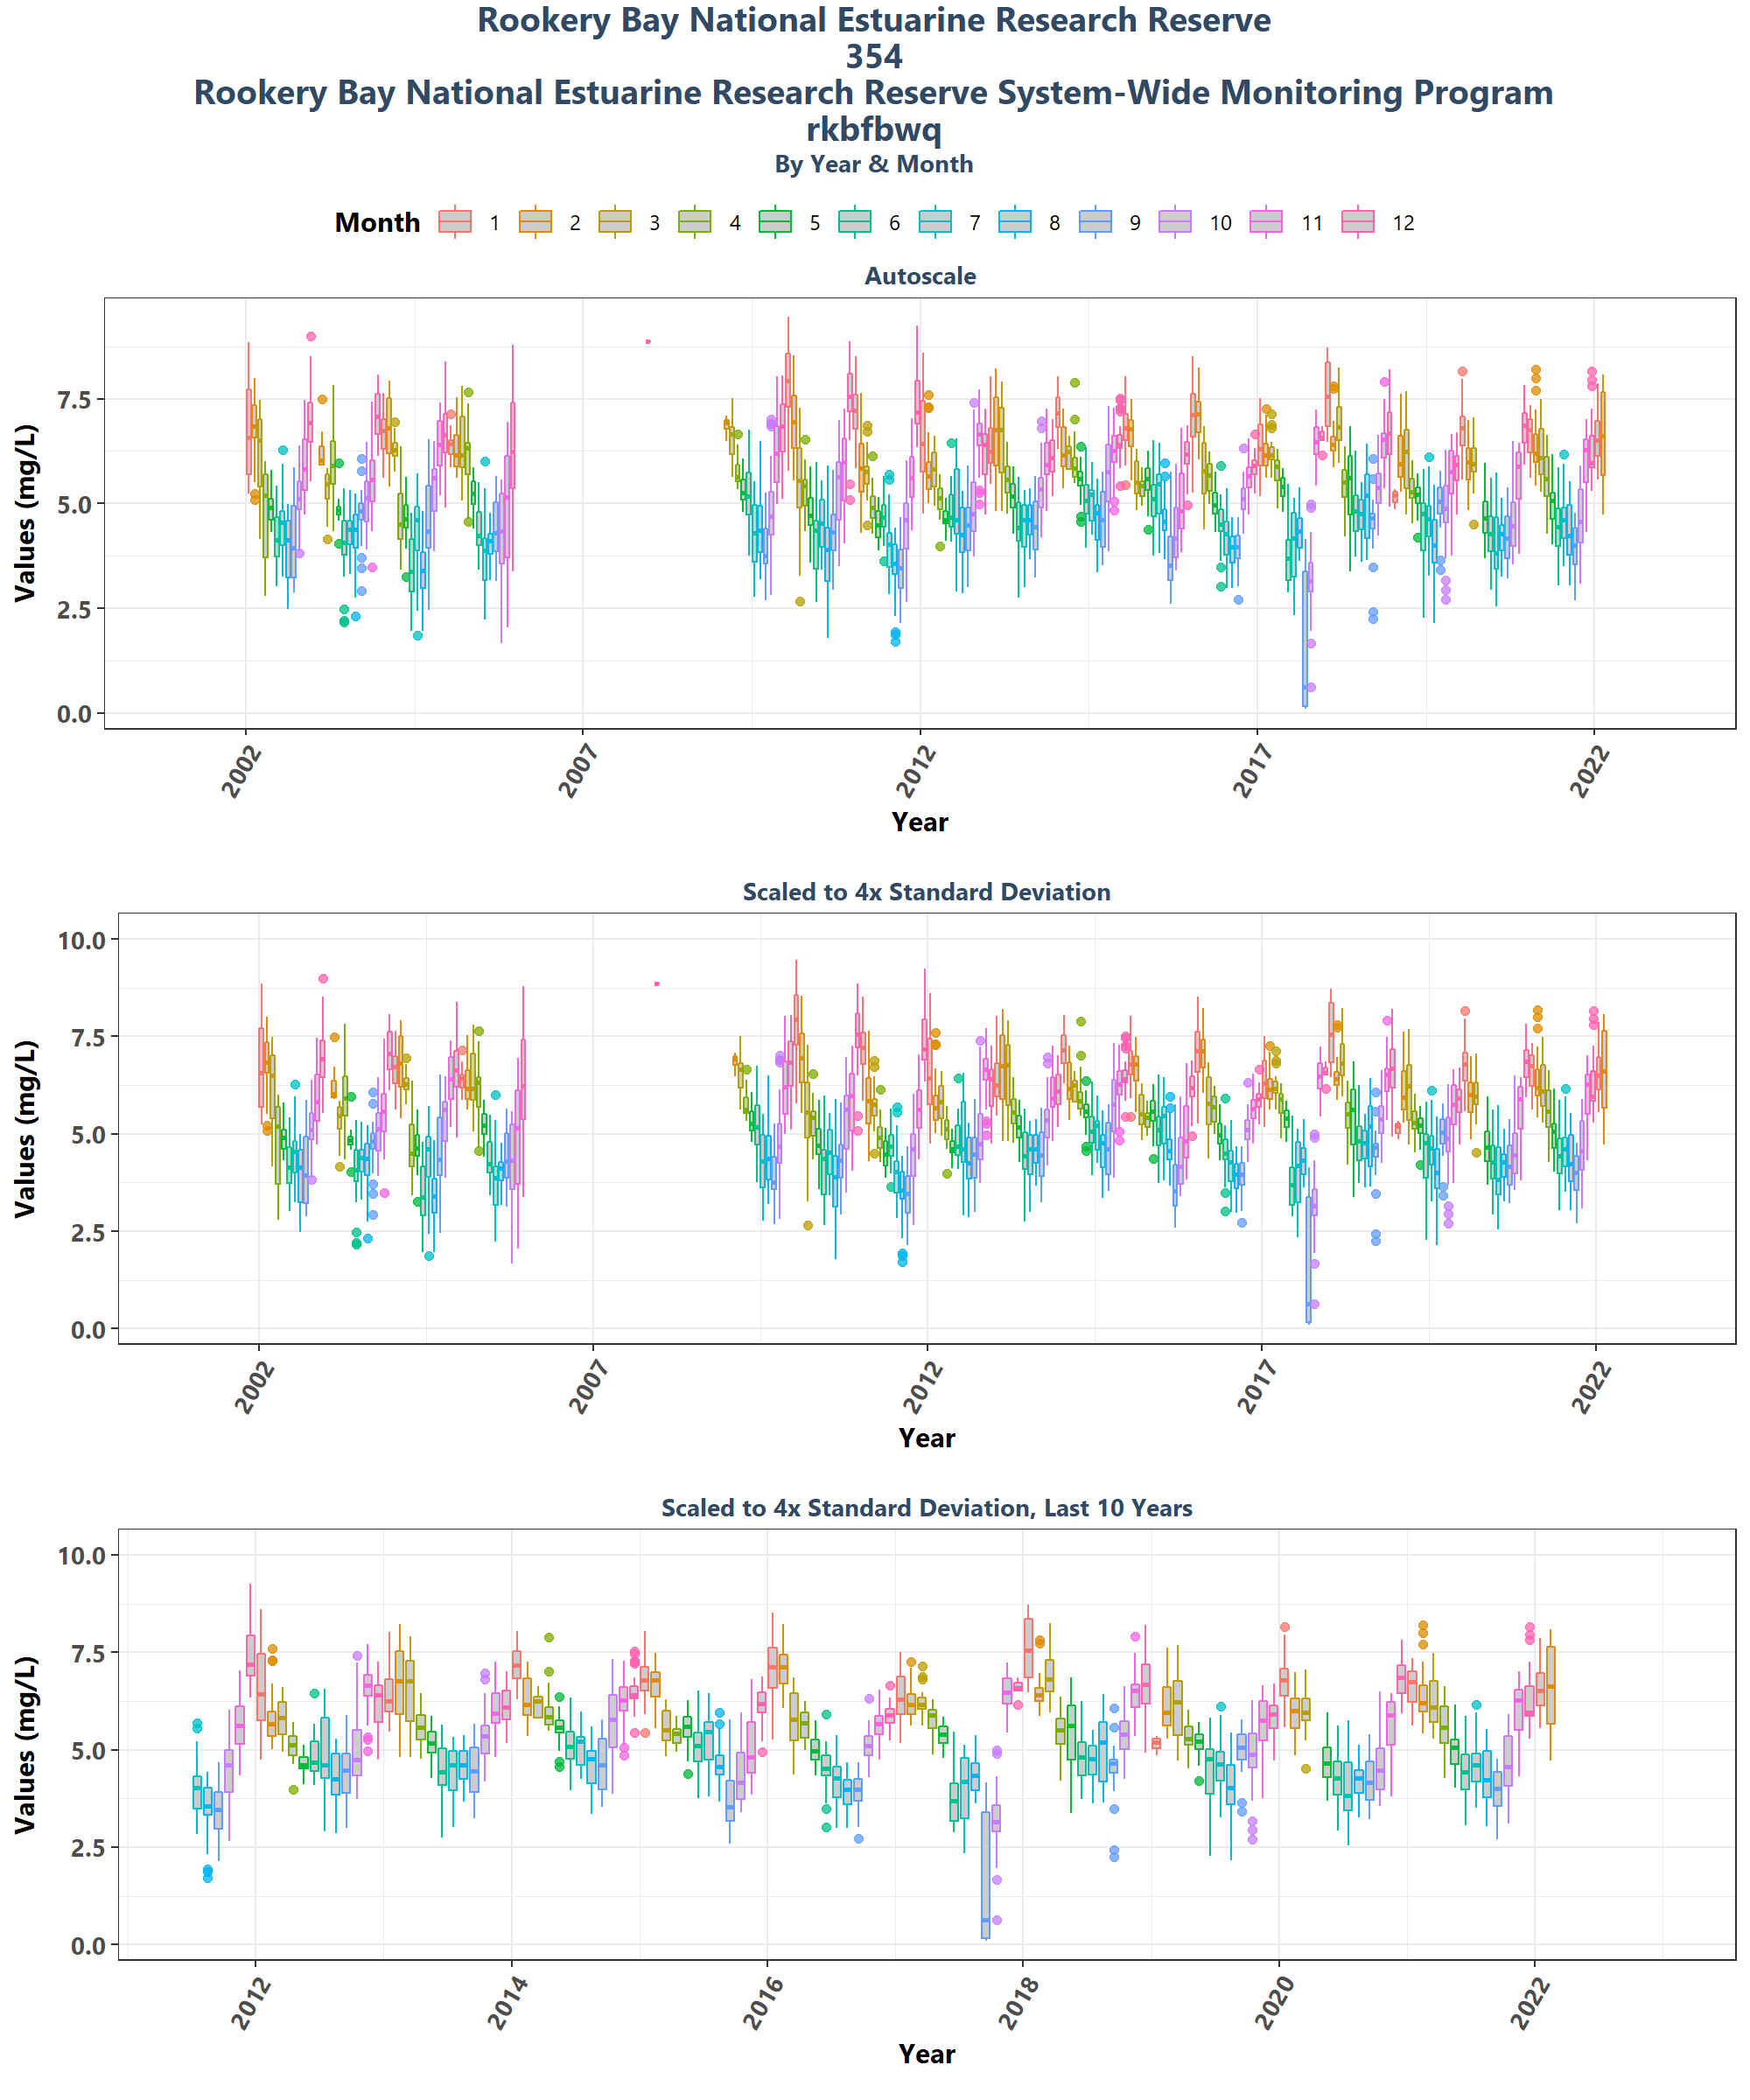 Rookery Bay National Estuarine Research Reserve
354
Rookery Bay National Estuarine Research Reserve System-Wide Monitoring Program
rkbfbwq
By Year & Month
Month 1 2 3 4 5 6 7 8 9 10 11 12
Autoscale
Values (mg/L)
7.5
5.0
2.5
0.0
2002 2007 2012 2017 2022
Year
Scaled to 4x Standard Deviation
Values (mg/L)
10.0
7.5
5.0
2.5
0.0
2002 2007 2012 2017 2022
Year
Scaled to 4x Standard Deviation, Last 10 Years
Values (mg/L)
10.0
7.5
5.0
2.5
0.0
2012 2014 2016 2018 2020 2022
Year